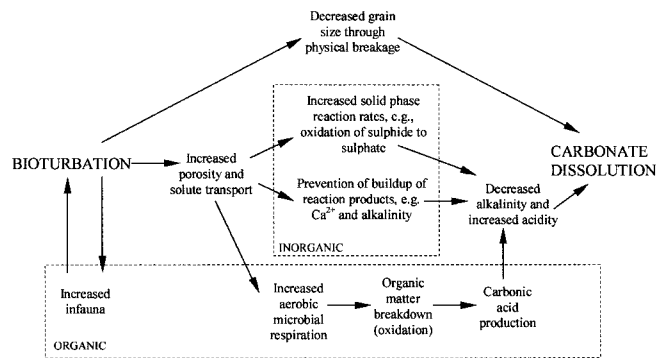 Decreased grain
size through
physical breakage
Increased solid phase
reaction rates, e.g.,
oxidation of sulphide to
sulphate
BIOTURBATION
Increased
porosity and
solute transport
CARBONATE
DISSOLUTION
Prevention of buildup of
reaction products, e.g.
Ca²⁺ and alkalinity
Decreased
alkalinity and
increased acidity
INORGANIC
Increased
infauna
Increased
aerobic
microbial
respiration
Organic
matter
breakdown
(oxidation)
Carbonic
acid
production
ORGANIC